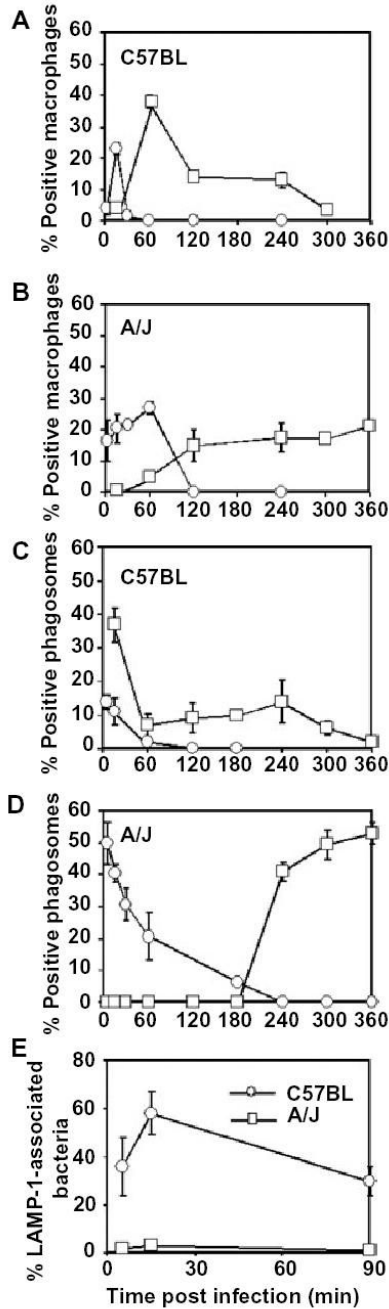 A
C57BL
% Positive macrophages
60
50
40
30
20
10
0
0 60 120 180 240 300 360
B
A/J
% Positive macrophages
60
50
40
30
20
10
0
0 60 120 180 240 300 360
C
C57BL
% Positive phagosomes
60
50
40
30
20
10
0
0 60 120 180 240 300 360
D
A/J
% Positive phagosomes
60
50
40
30
20
10
0
0 60 120 180 240 300 360
E
C57BL
A/J
% LAMP-1-associated
bacteria
80
60
40
20
0
0 30 60 90
Time post infection (min)